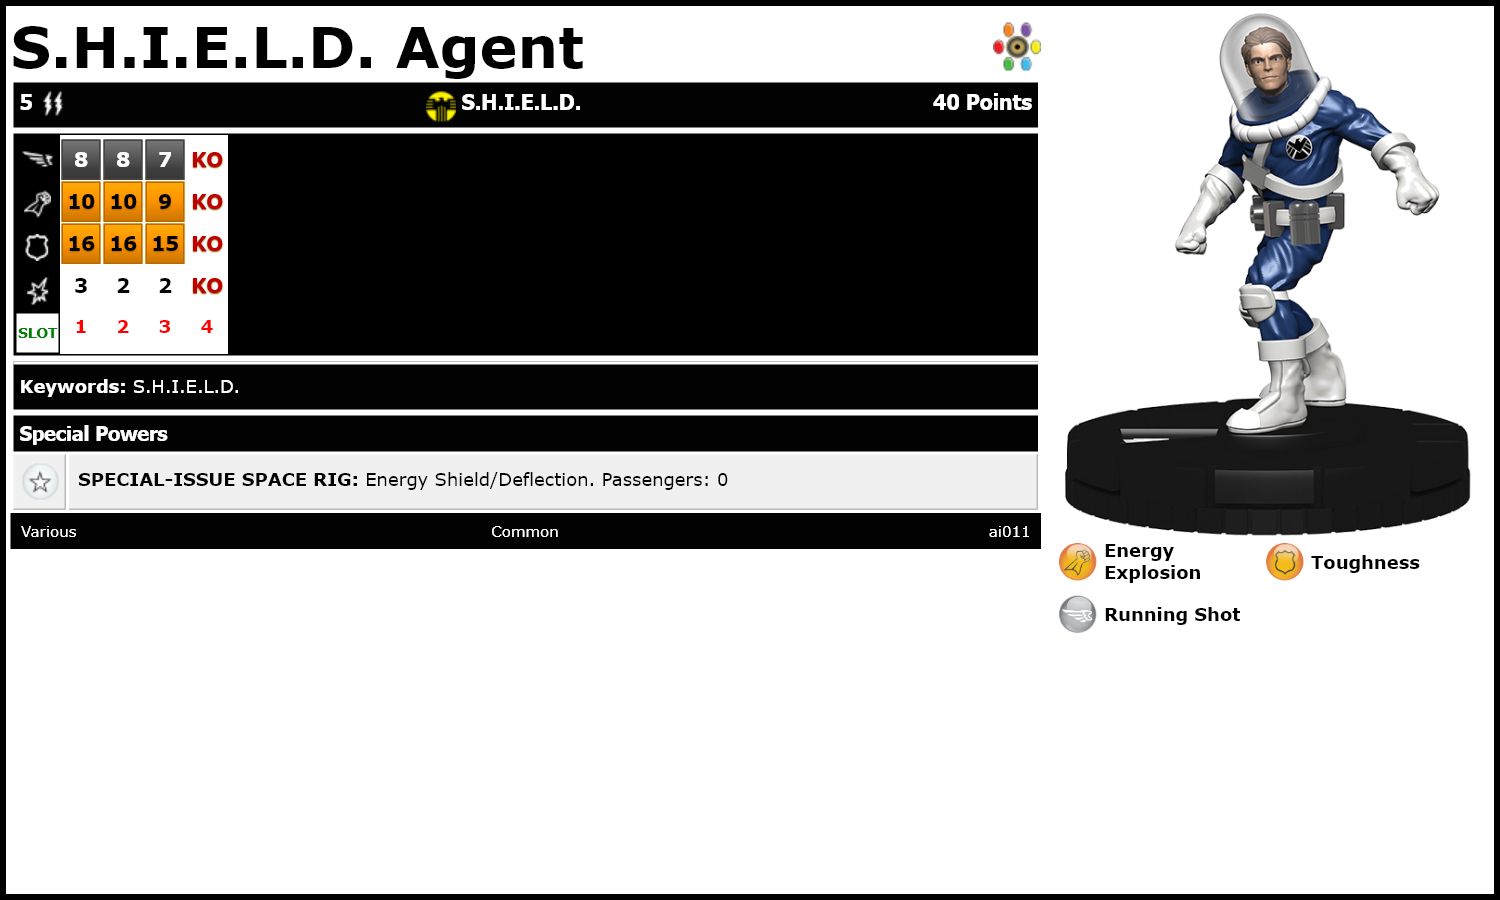 S.H.I.E.L.D. Agent
5 S.H.I.E.L.D. 40 Points
8 8 7 KO
10 10 9 KO
16 16 15 KO
3 2 2 KO
SLOT 1 2 3 4
Keywords: S.H.I.E.L.D.
Special Powers
SPECIAL-ISSUE SPACE RIG: Energy Shield/Deflection. Passengers: 0
Various Common ai011
Energy
Explosion
Toughness
Running Shot